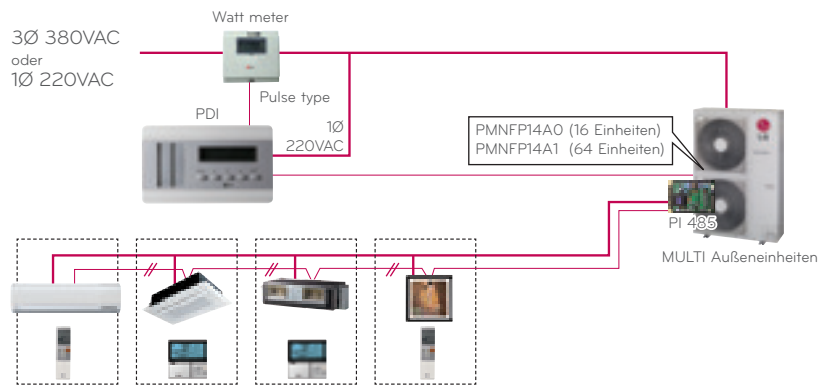 Watt meter
3Ø 380VAC
oder
1Ø 220VAC
Pulse type
PDI
1Ø
220VAC
PMNFP14A0 (16 Einheiten)
PMNFP14A1 (64 Einheiten)
LG
PI 485
MULTI Außeneinheiten